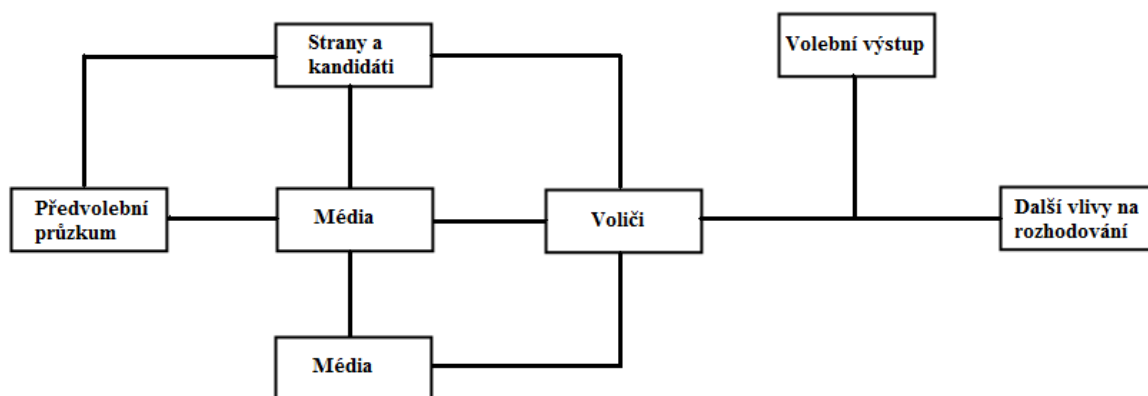 Strany a
kandidáti
Volební výstup
Předvolební
průzkum
Média
Voliči
Další vlivy na
rozhodování
Média